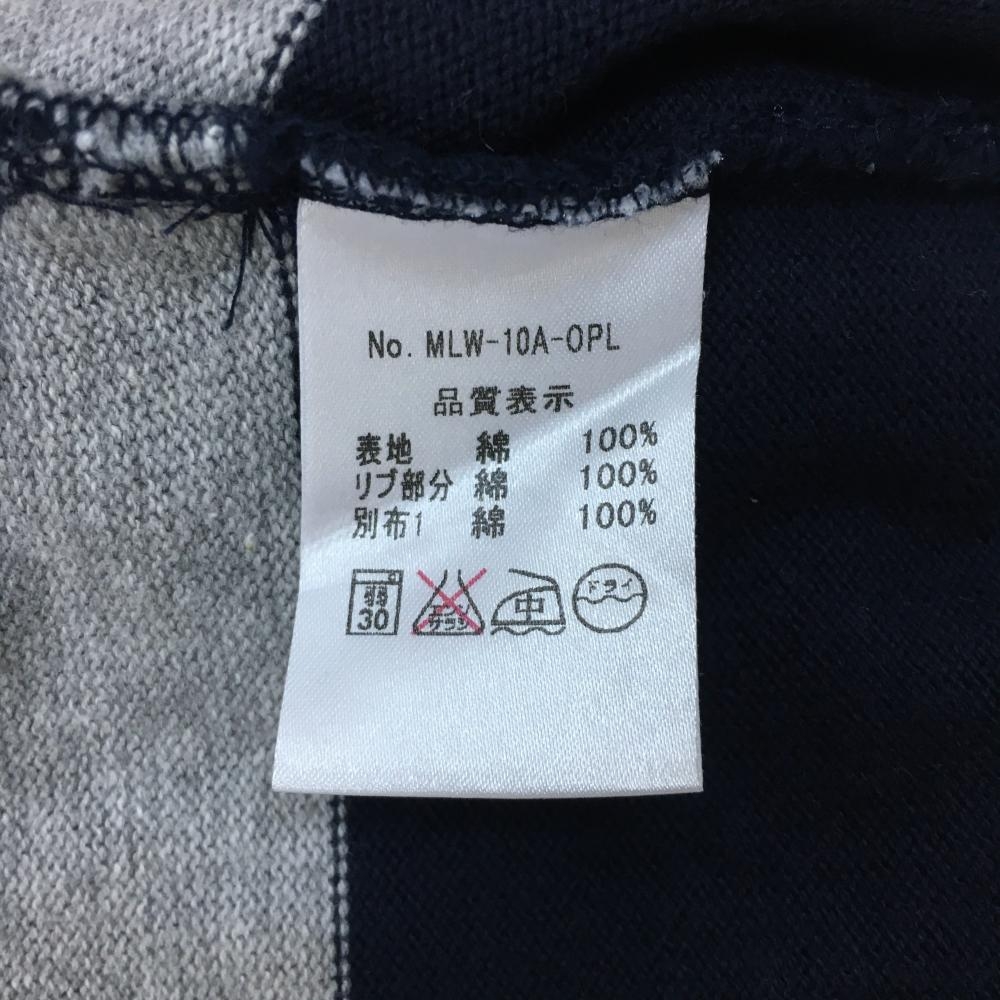 No. MLW-10A-OPL
品質表示
表地 綿 100%
リブ部分 綿 100%
別布1 綿 100%
弱 30 エンソ サラシ 中 ドライ